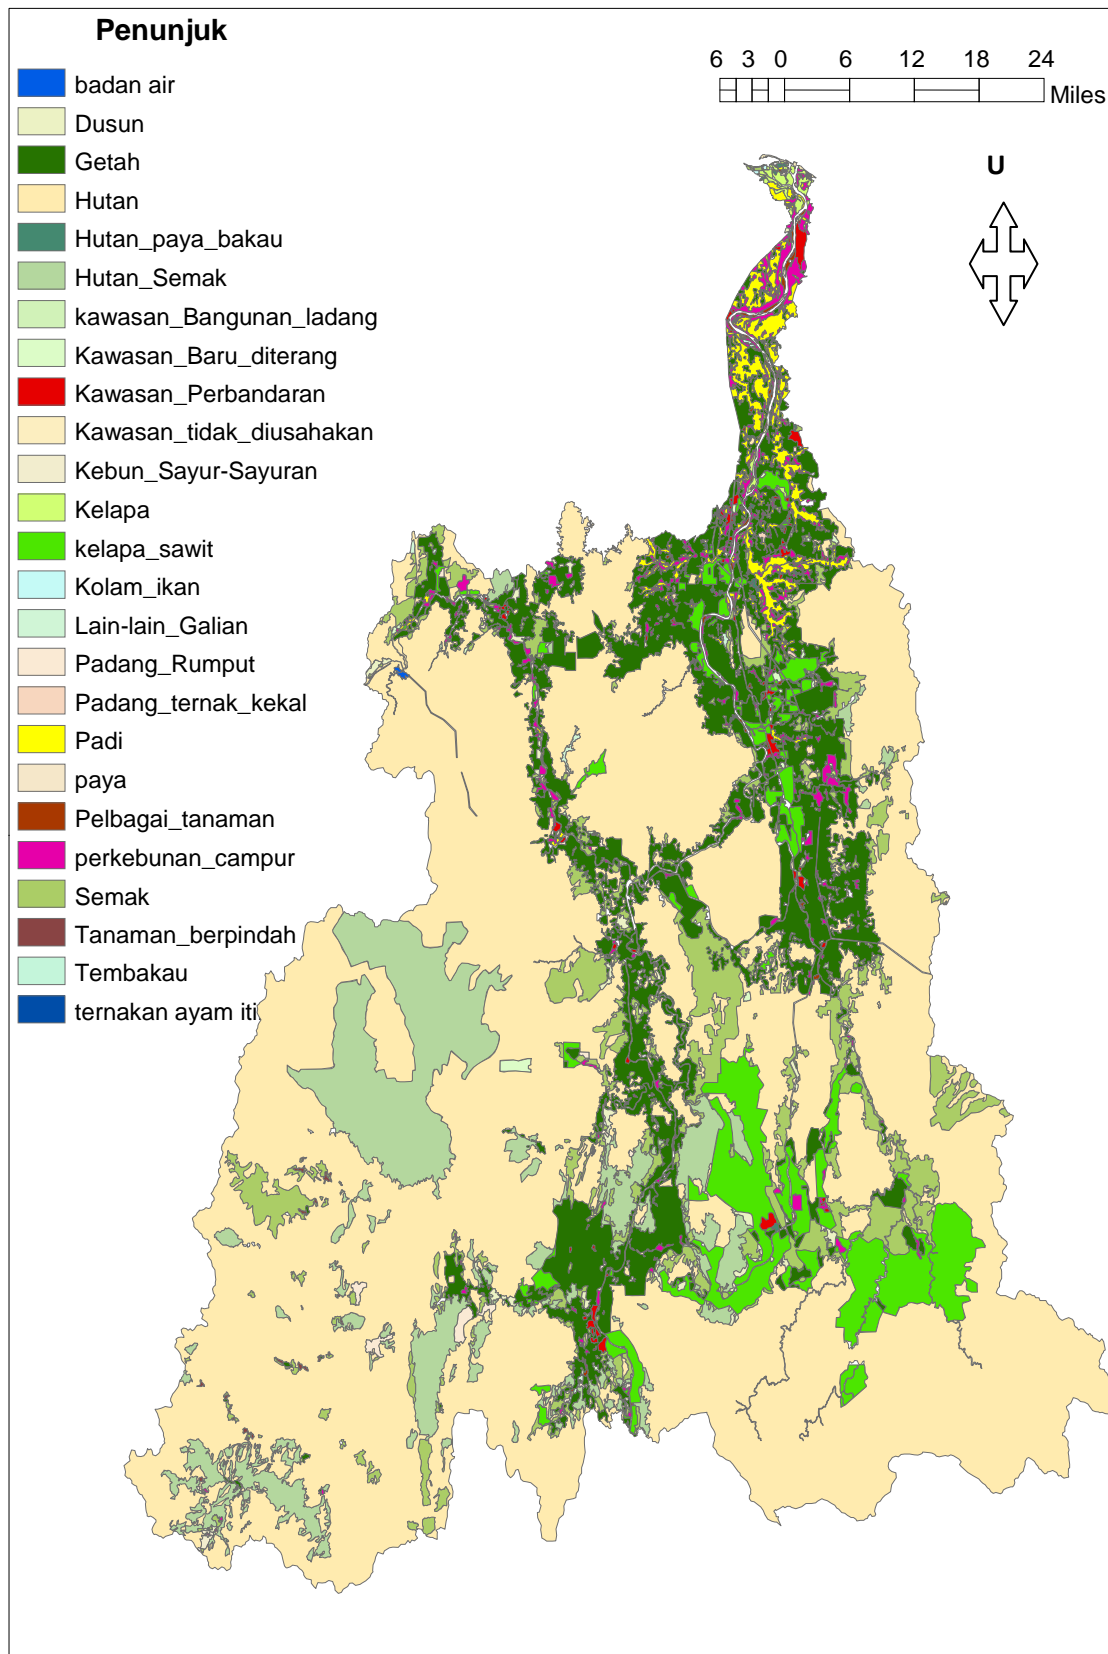 Penunjuk
6 3 0 6 12 18 24
Miles
U
badan air
Dusun
Getah
Hutan
Hutan_paya_bakau
Hutan_Semak
kawasan_Bangunan_ladang
Kawasan_Baru_diterang
Kawasan_Perbandaran
Kawasan_tidak_diusahakan
Kebun_Sayur-Sayuran
Kelapa
kelapa_sawit
Kolam_ikan
Lain-lain_Galian
Padang_Rumput
Padang_ternak_kekal
Padi
paya
Pelbagai_tanaman
perkebunan_campur
Semak
Tanaman_berpindah
Tembakau
ternakan ayam iti